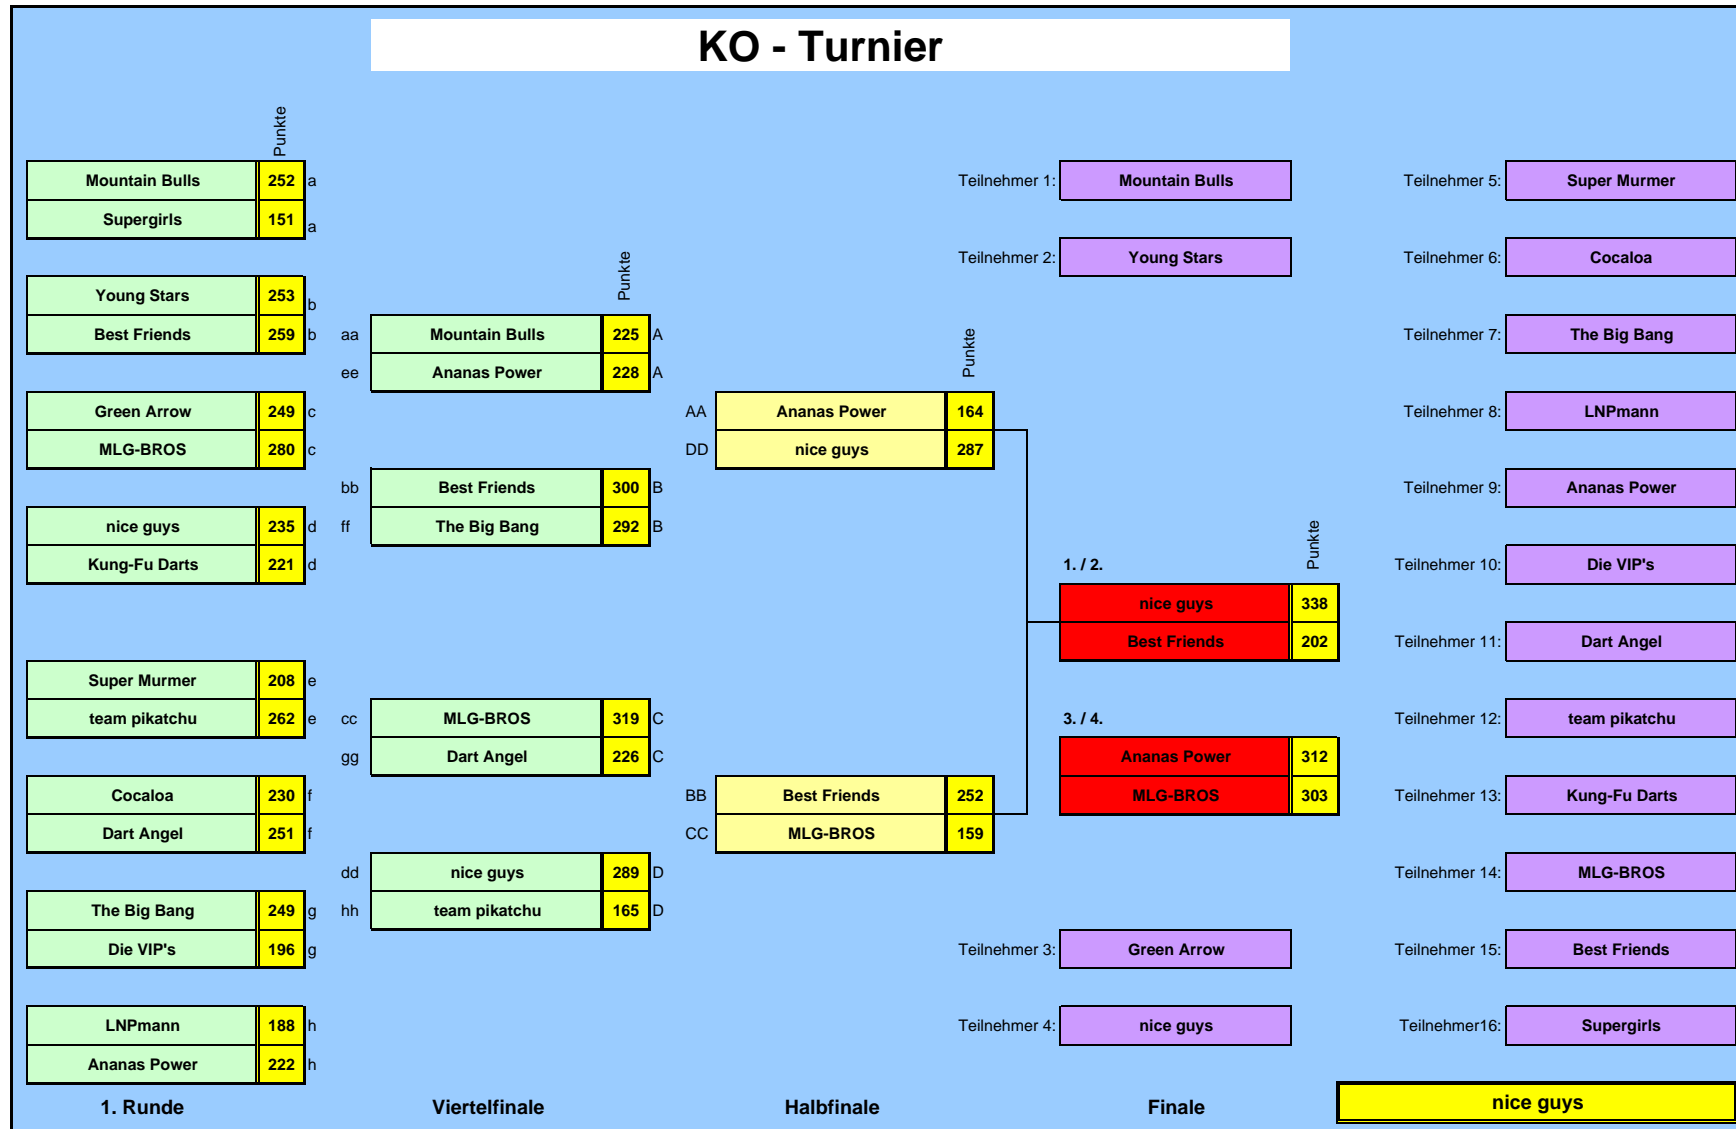 KO - Turnier
Punkte
Mountain Bulls 252 a
Supergirls 151 a
Young Stars 253 b
Best Friends 259 b
Green Arrow 249 c
MLG-BROS 280 c
nice guys 235 d
Kung-Fu Darts 221 d
Super Murmer 208 e
team pikatchu 262 e
Cocaloa 230 f
Dart Angel 251 f
The Big Bang 249 g
Die VIP's 196 g
LNPmann 188 h
Ananas Power 222 h
1. Runde
Punkte
aa Mountain Bulls 225 A
ee Ananas Power 228 A
bb Best Friends 300 B
ff The Big Bang 292 B
cc MLG-BROS 319 C
gg Dart Angel 226 C
dd nice guys 289 D
hh team pikatchu 165 D
Viertelfinale
Punkte
AA Ananas Power 164
DD nice guys 287
BB Best Friends 252
CC MLG-BROS 159
Halbfinale
Teilnehmer 1: Mountain Bulls
Teilnehmer 2: Young Stars
Punkte
1. / 2.
nice guys 338
Best Friends 202
3. / 4.
Ananas Power 312
MLG-BROS 303
Teilnehmer 3: Green Arrow
Teilnehmer 4: nice guys
Finale
Teilnehmer 5: Super Murmer
Teilnehmer 6: Cocaloa
Teilnehmer 7: The Big Bang
Teilnehmer 8: LNPmann
Teilnehmer 9: Ananas Power
Teilnehmer 10: Die VIP's
Teilnehmer 11: Dart Angel
Teilnehmer 12: team pikatchu
Teilnehmer 13: Kung-Fu Darts
Teilnehmer 14: MLG-BROS
Teilnehmer 15: Best Friends
Teilnehmer16: Supergirls
nice guys